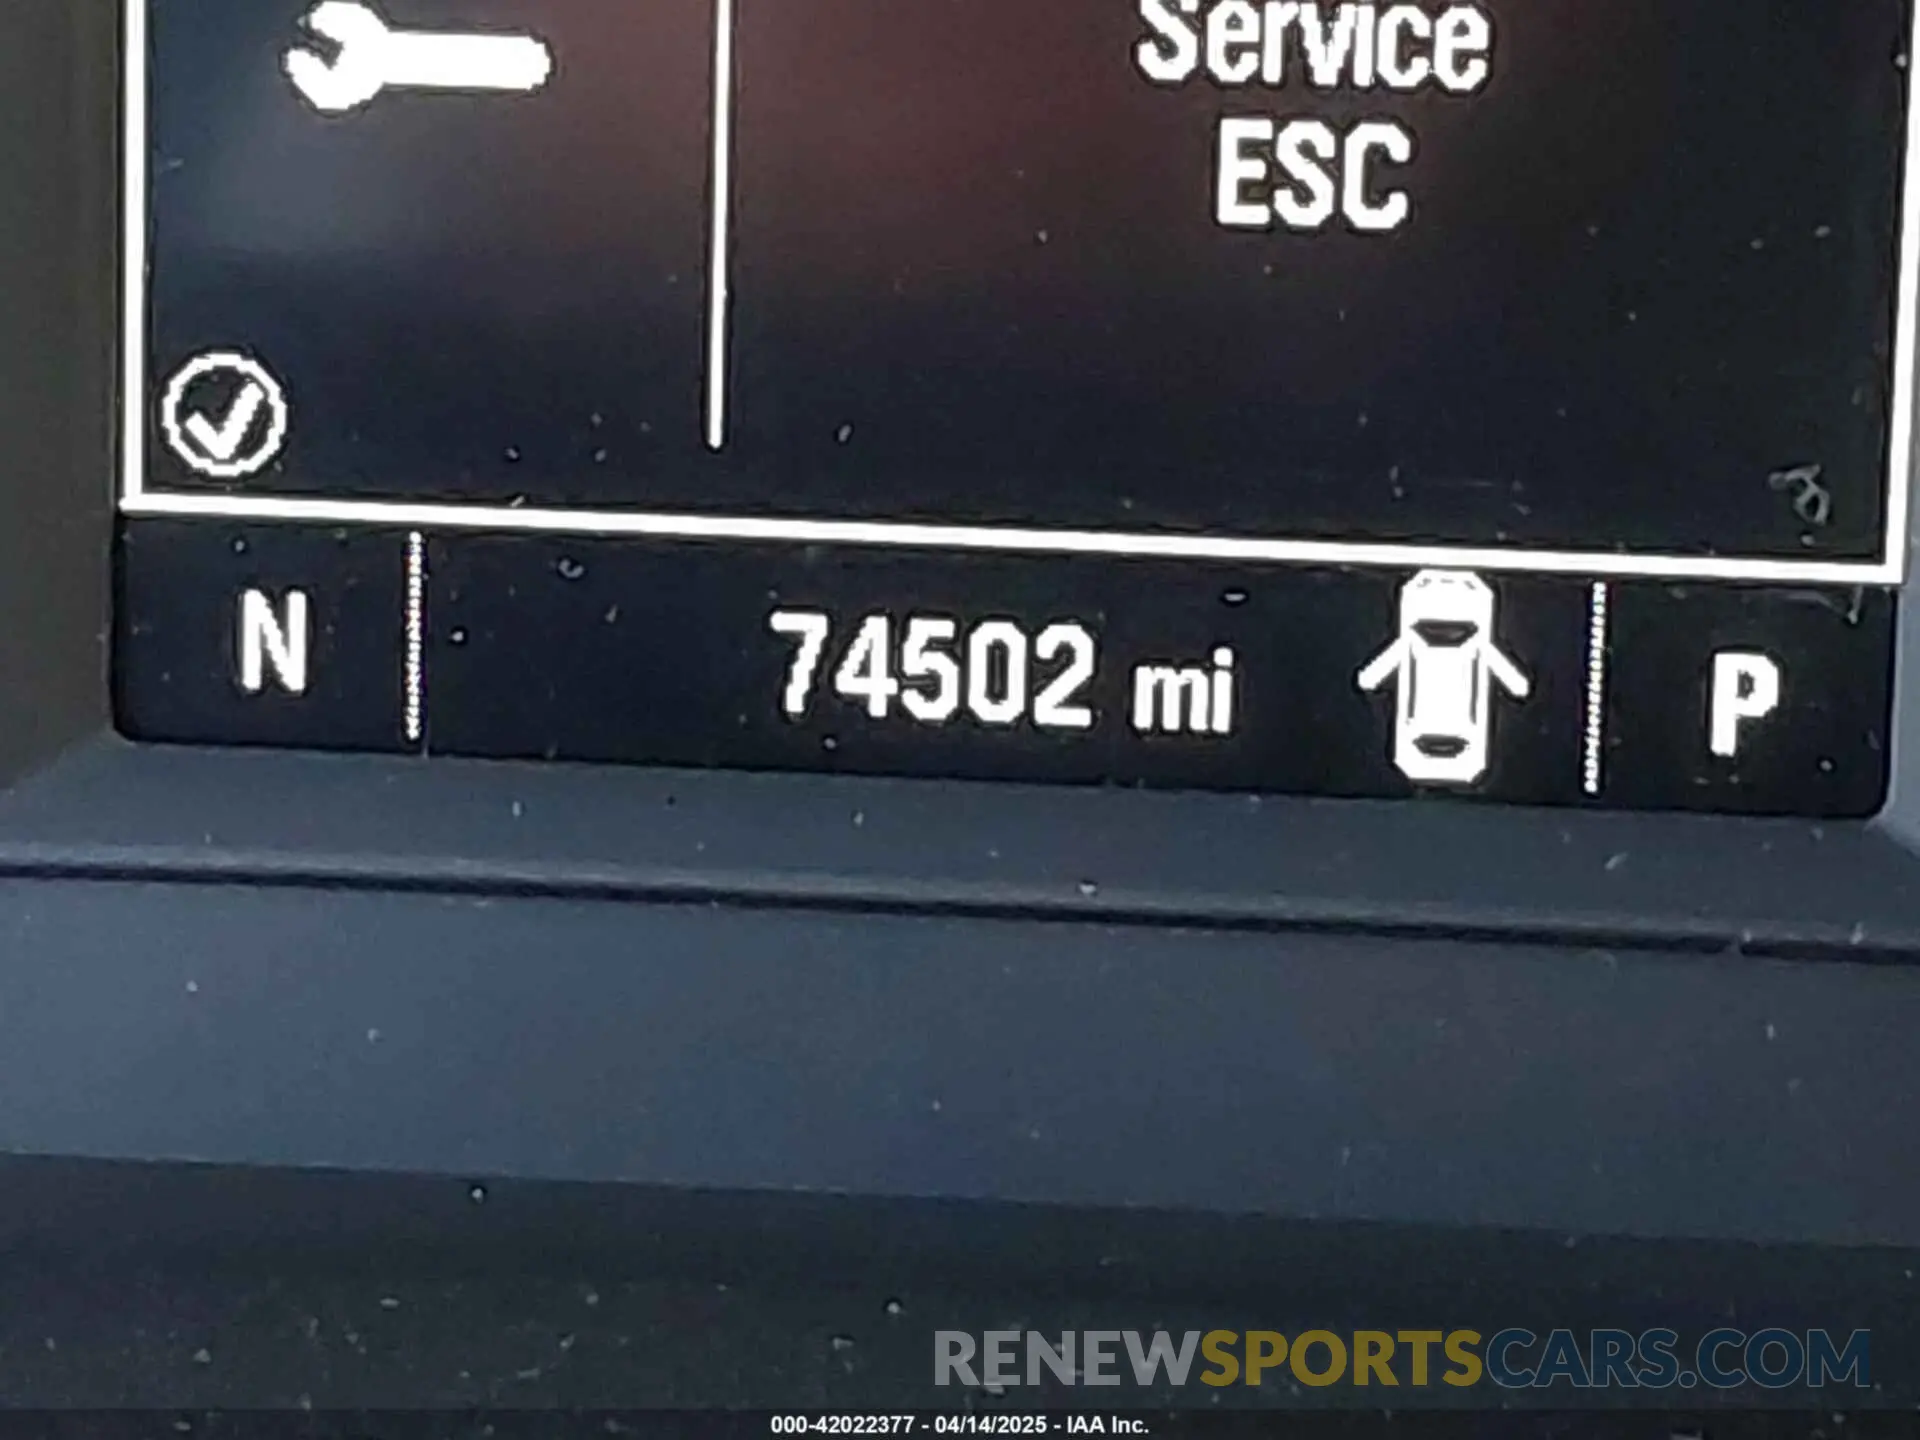 Service
ESC
N 74502 mi P
RENEWSPORTSCARS.COM
000-42022377 - 04/14/2025 - IAA Inc.